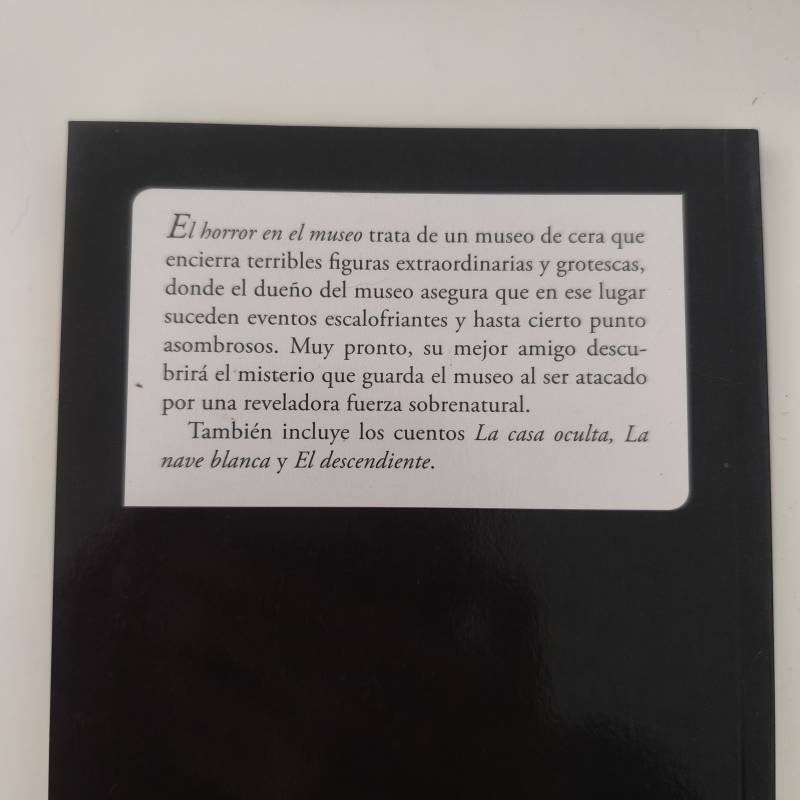 El horror en el museo trata de un museo de cera que
encierra terribles figuras extraordinarias y grotescas,
donde el dueño del museo asegura que en ese lugar
suceden eventos escalofriantes y hasta cierto punto
asombrosos. Muy pronto, su mejor amigo descu-
brirá el misterio que guarda el museo al ser atacado
por una reveladora fuerza sobrenatural.
También incluye los cuentos La casa oculta, La
nave blanca y El descendiente.